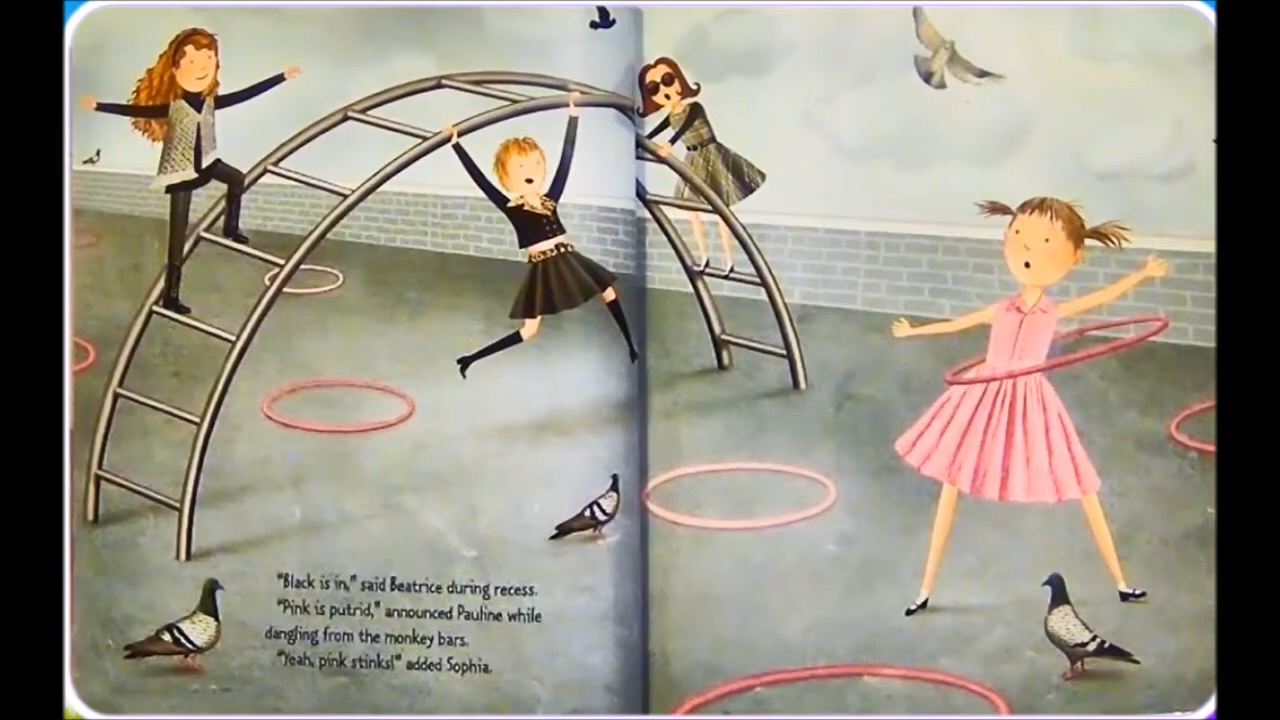 "Black is in," said Beatrice during recess.
"Pink is putrid," announced Pauline while
dangling from the monkey bars.
"Yeah, pink stinks!" added Sophia.